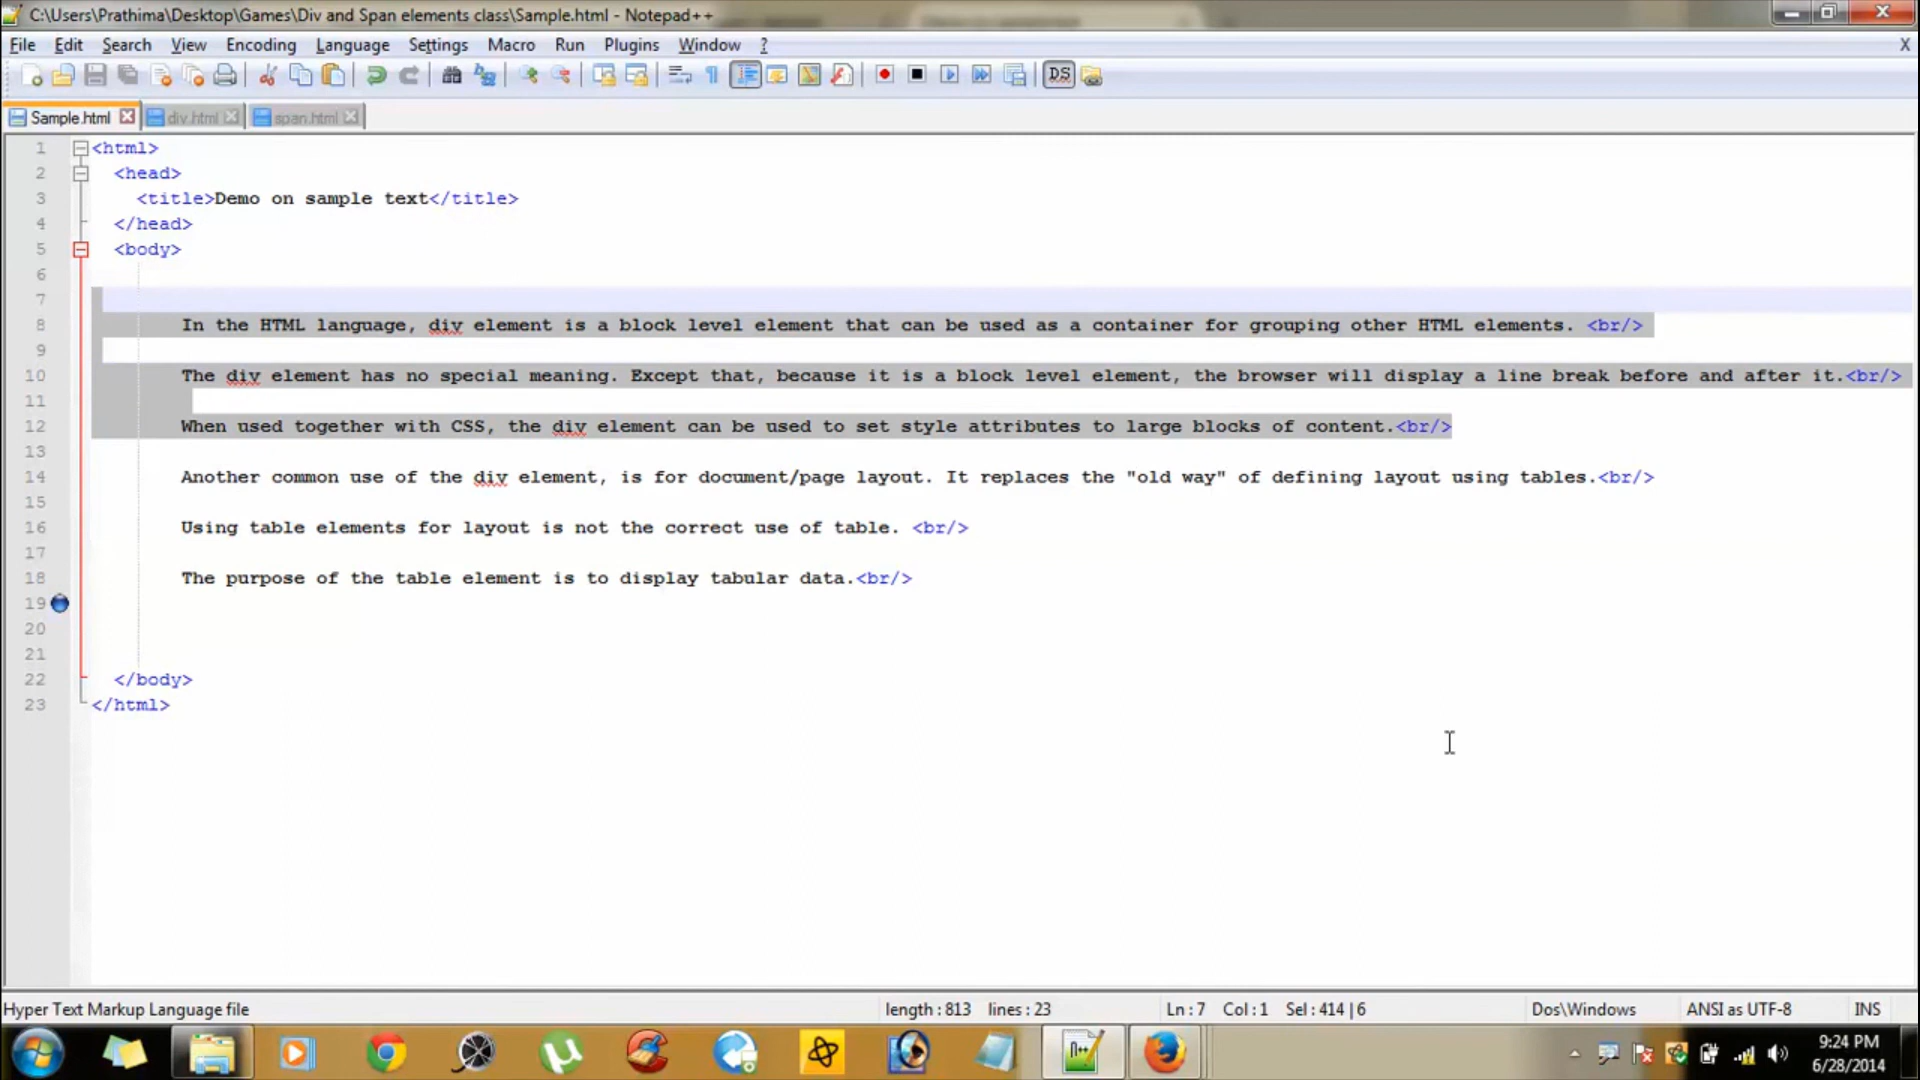 C:\Users\Prathima\Desktop\Games\Div and Span elements class\Sample.html - Notepad++
File Edit Search View Encoding Language Settings Macro Run Plugins Window ? X
DS
Sample.html div.html span.html
1 <html>
2 <head>
3 <title>Demo on sample text</title>
4 </head>
5 <body>
6
7
8 In the HTML language, div element is a block level element that can be used as a container for grouping other HTML elements. <br/>
9
10 The div element has no special meaning. Except that, because it is a block level element, the browser will display a line break before and after it.<br/>
11
12 When used together with CSS, the div element can be used to set style attributes to large blocks of content.<br/>
13
14 Another common use of the div element, is for document/page layout. It replaces the "old way" of defining layout using tables.<br/>
15
16 Using table elements for layout is not the correct use of table. <br/>
17
18 The purpose of the table element is to display tabular data.<br/>
19
20
21
22 </body>
23 </html>
Hyper Text Markup Language file length : 813 lines : 23 Ln : 7 Col : 1 Sel : 414 | 6 Dos\Windows ANSI as UTF-8 INS
9:24 PM
6/28/2014